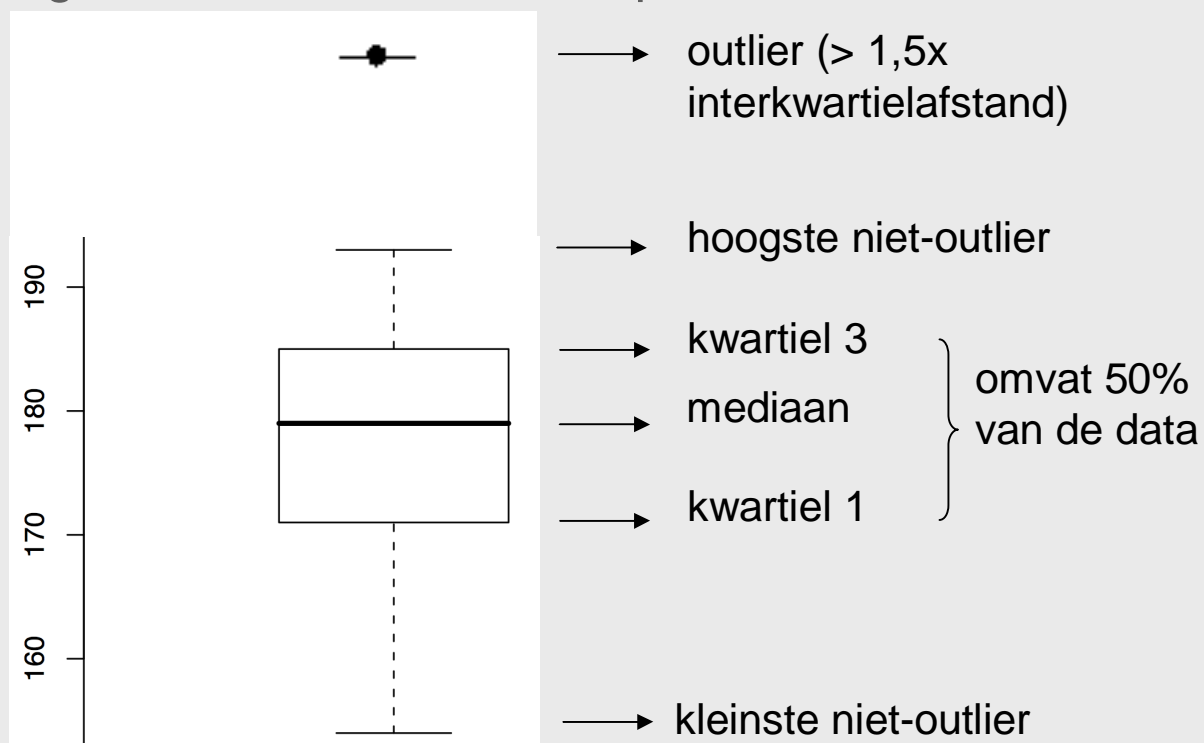 outlier (> 1,5x
interkwartielafstand)
hoogste niet-outlier
190
kwartiel 3
omvat 50%
180
mediaan
van de data
kwartiel 1
170
160
kleinste niet-outlier